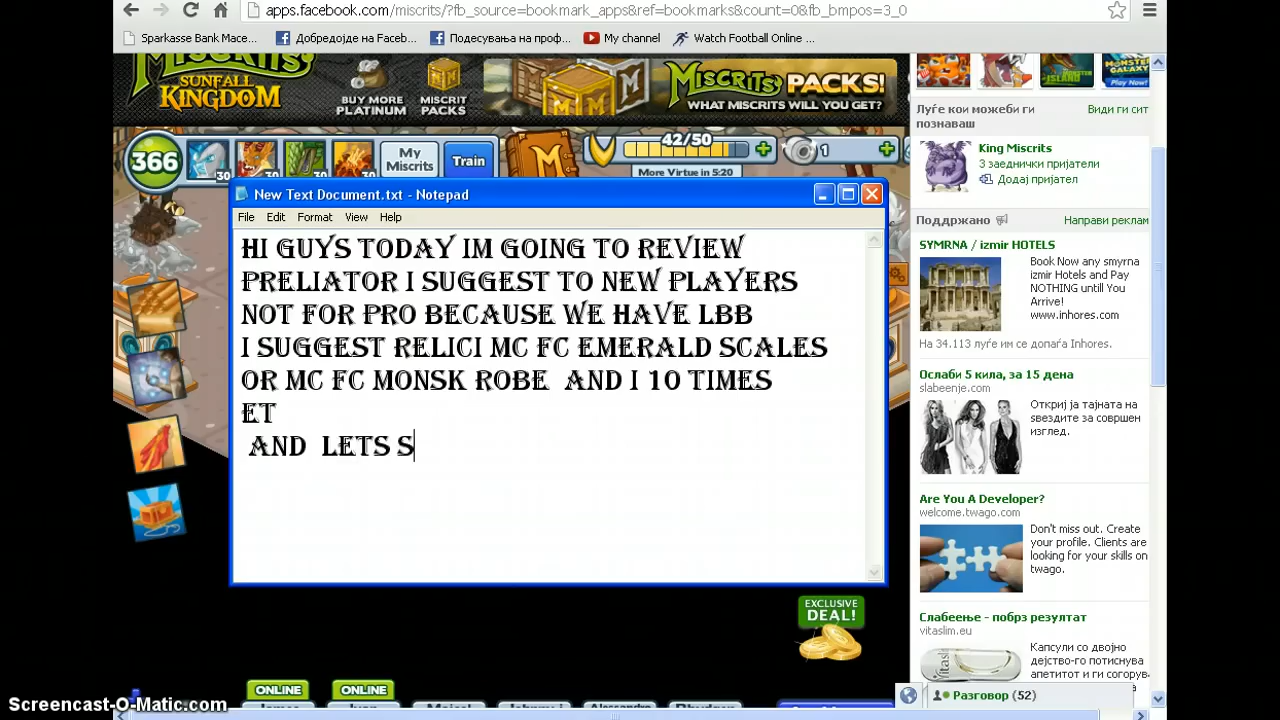 apps.facebook.com/miscrits/?fb_source=bookmark_apps&ref=bookmarks&count=0&fb_bmpos=3_0
Sparkasse Bank Mace...
Добредојде на Faceb...
Подесувања на проф...
My channel
Watch Football Online ...
MISCRITS
SUNFALL
KINGDOM
BUY MORE
PLATINUM
MISCRIT
PACKS
MISCRITS PACKS!
WHAT MISCRITS WILL YOU GET?
366
30
30
30
30
My
Miscrits
Train
42/50
More Virtue in 5:20
1
New Text Document.txt - Notepad
File Edit Format View Help
HI GUYS TODAY IM GOING TO REVIEW
PRELIATOR I SUGGEST TO NEW PLAYERS
NOT FOR PRO BECAUSE WE HAVE LBB
I SUGGEST RELICI MC FC EMERALD SCALES
OR MC FC MONSK ROBE  AND I 10 TIMES
ET
AND  LETS S
EXCLUSIVE
DEAL!
ONLINE
ONLINE
Луѓе кои можеби ги
познаваш
Види ги сит
King Miscrits
3 заеднички пријатели
Додај пријател
Поддржано
Направи реклам
SYMRNA / izmir HOTELS
Book Now any smyrna
izmir Hotels and Pay
NOTHING untill You
Arrive!
www.inhores.com
На 34.113 луѓе им се допаѓа Inhores.
Ослаби 5 кила, за 15 дена
slabeenje.com
Откриј ја тајната на
ѕвездите за совршен
изглед.
Are You A Developer?
welcome.twago.com
Don't miss out. Create
your profile. Clients are
looking for your skills on
twago.
Слабеење - побрз резултат
vitaslim.eu
Капсули со двојно
дејство-го потиснува
апетитот и ги согорува
Разговор (52)
Screencast-O-Matic.com